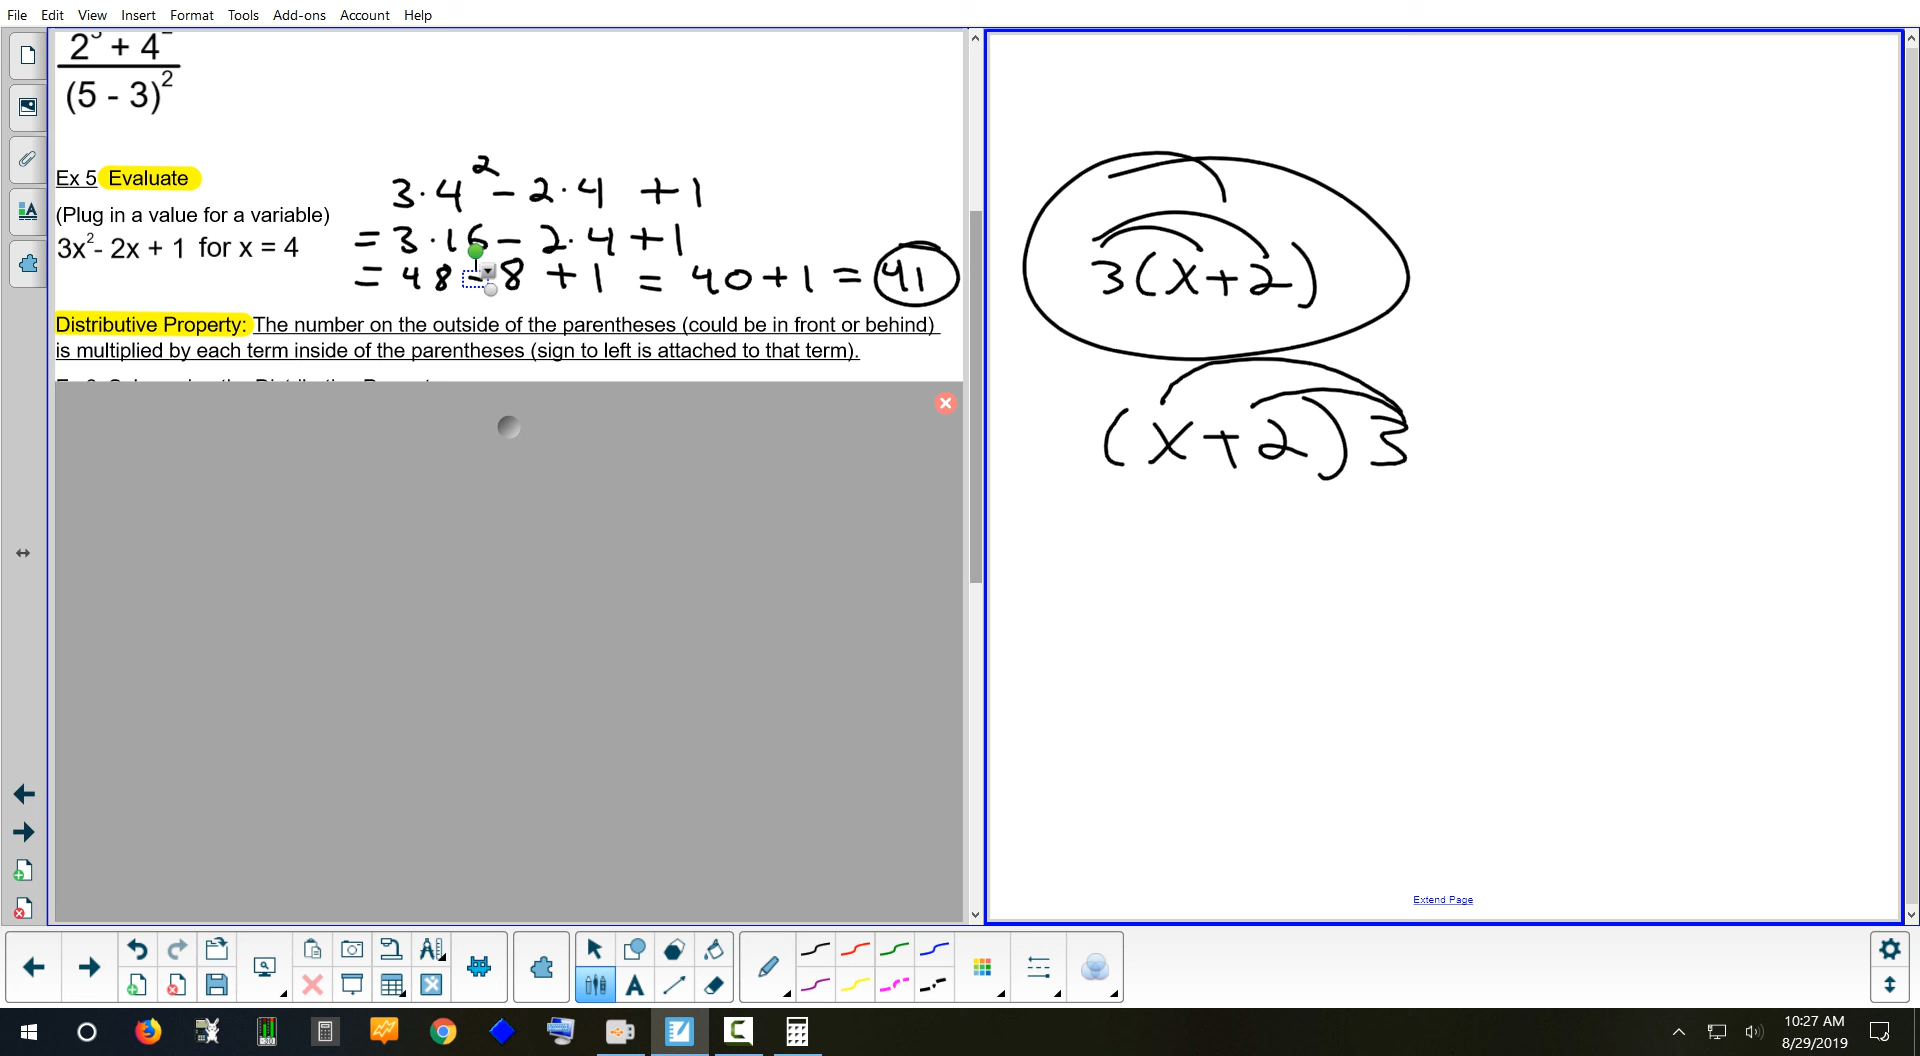 File Edit View Insert Format Tools Add-ons Account Help
2³ + 4
(5 - 3)²
Ex 5 Evaluate
(Plug in a value for a variable)
3x² - 2x + 1 for x = 4
3·4² - 2·4 + 1
= 3·16 - 2·4 + 1
= 48 - 8 + 1 = 40 + 1 = 41
Distributive Property: The number on the outside of the parentheses (could be in front or behind)
is multiplied by each term inside of the parentheses (sign to left is attached to that term).
3(x+2)
(x+2)3
Extend Page
10:27 AM
8/29/2019